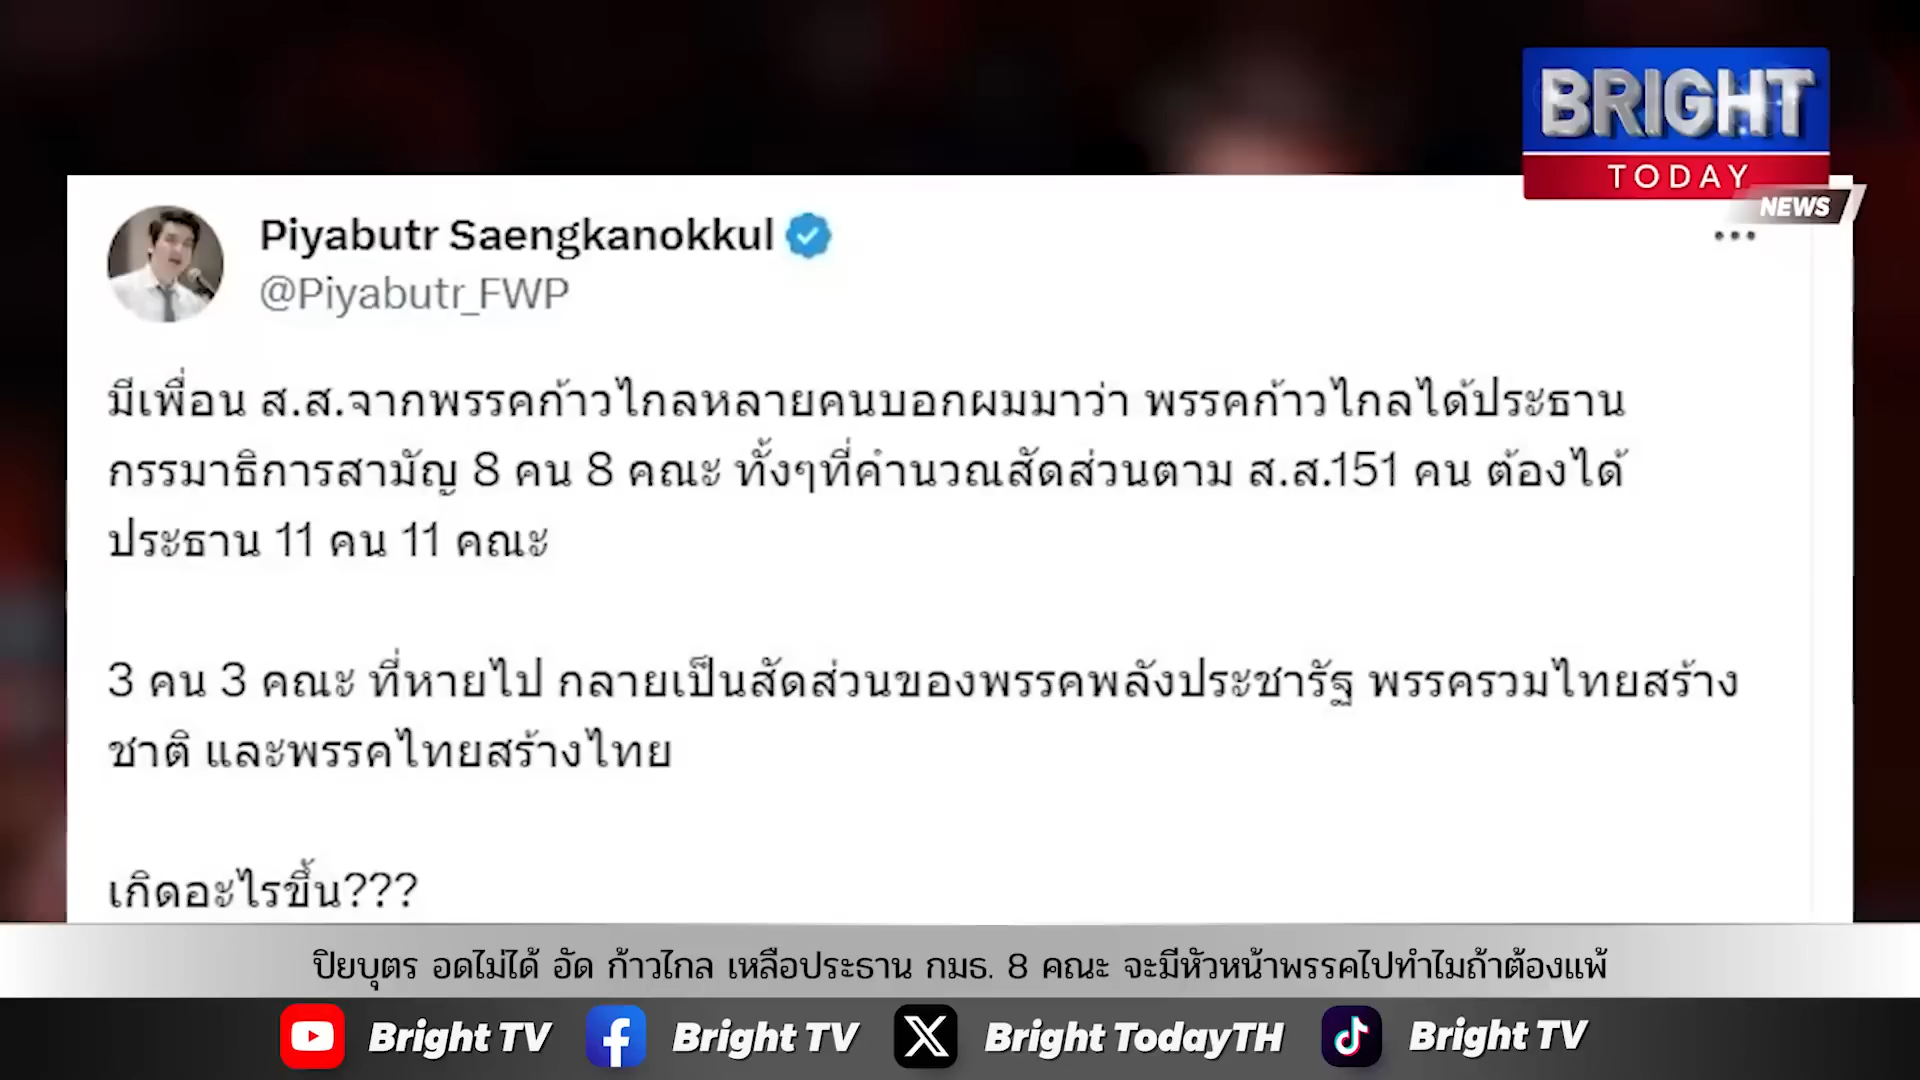 BRIGHT
TODAY
NEWS
Piyabutr Saengkanokkul
@Piyabutr_FWP
มีเพื่อน ส.ส.จากพรรคก้าวไกลหลายคนบอกผมมาว่า พรรคก้าวไกลได้ประธาน
กรรมาธิการสามัญ 8 คน 8 คณะ ทั้งๆที่คำนวณสัดส่วนตาม ส.ส.151 คน ต้องได้
ประธาน 11 คน 11 คณะ
3 คน 3 คณะ ที่หายไป กลายเป็นสัดส่วนของพรรคพลังประชารัฐ พรรครวมไทยสร้าง
ชาติ และพรรคไทยสร้างไทย
เกิดอะไรขึ้น???
ปิยบุตร อดไม่ได้ อัด ก้าวไกล เหลือประธาน กมธ. 8 คณะ จะมีหัวหน้าพรรคไปทำไมถ้าต้องแพ้
Bright TV Bright TV Bright TodayTH Bright TV